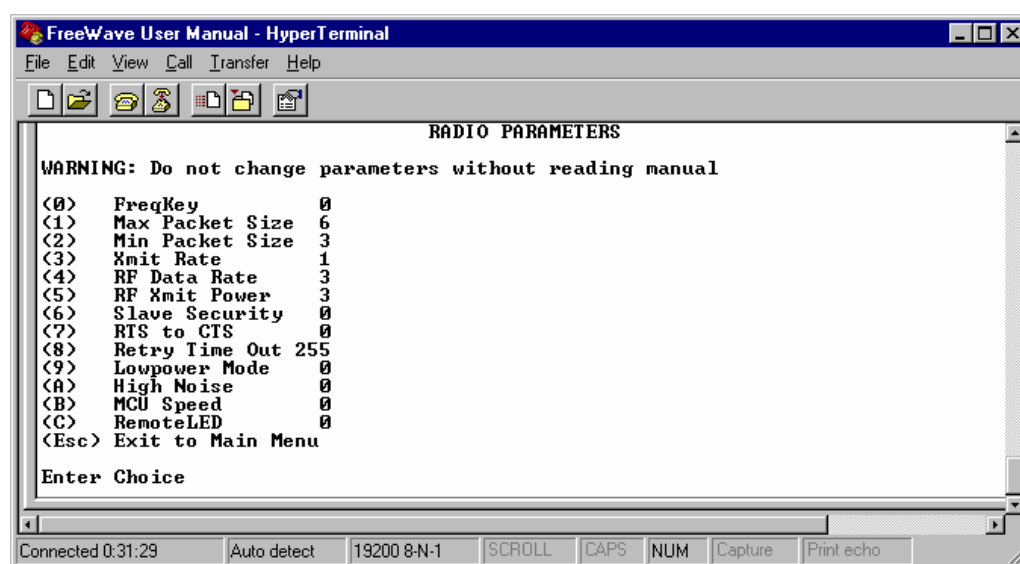 FreeWave User Manual - HyperTerminal
File Edit View Call Transfer Help
RADIO PARAMETERS
WARNING: Do not change parameters without reading manual
(0) FreqKey 0
(1) Max Packet Size 6
(2) Min Packet Size 3
(3) Xmit Rate 1
(4) RF Data Rate 3
(5) RF Xmit Power 3
(6) Slave Security 0
(7) RTS to CTS 0
(8) Retry Time Out 255
(9) Lowpower Mode 0
(A) High Noise 0
(B) MCU Speed 0
(C) RemoteLED 0
(Esc) Exit to Main Menu
Enter Choice
Connected 0:31:29 Auto detect 19200 8-N-1 SCROLL CAPS NUM Capture Print echo